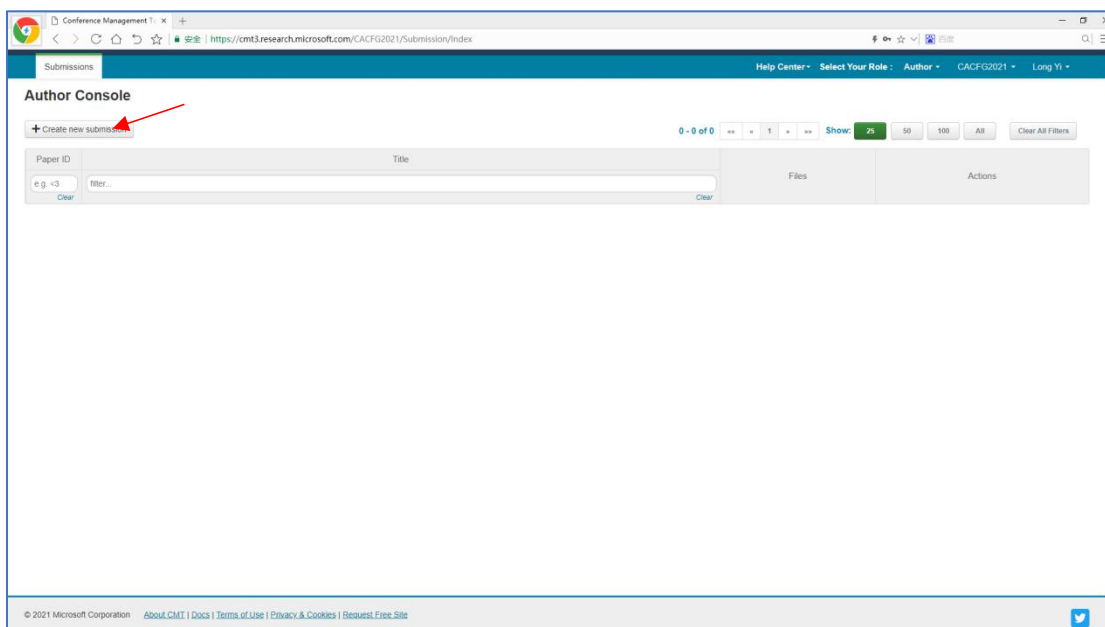 Conference Management To
安全 | https://cmt3.research.microsoft.com/CACFG2021/Submission/Index
百度
Submissions
Help Center Select Your Role : Author CACFG2021 Long Yi
Author Console
+ Create new submission
0 - 0 of 0 «« « 1 » »» Show: 25 50 100 All Clear All Filters
Paper ID Title Files Actions
e.g. <3 filter...
Clear Clear
© 2021 Microsoft Corporation About CMT | Docs | Terms of Use | Privacy & Cookies | Request Free Site